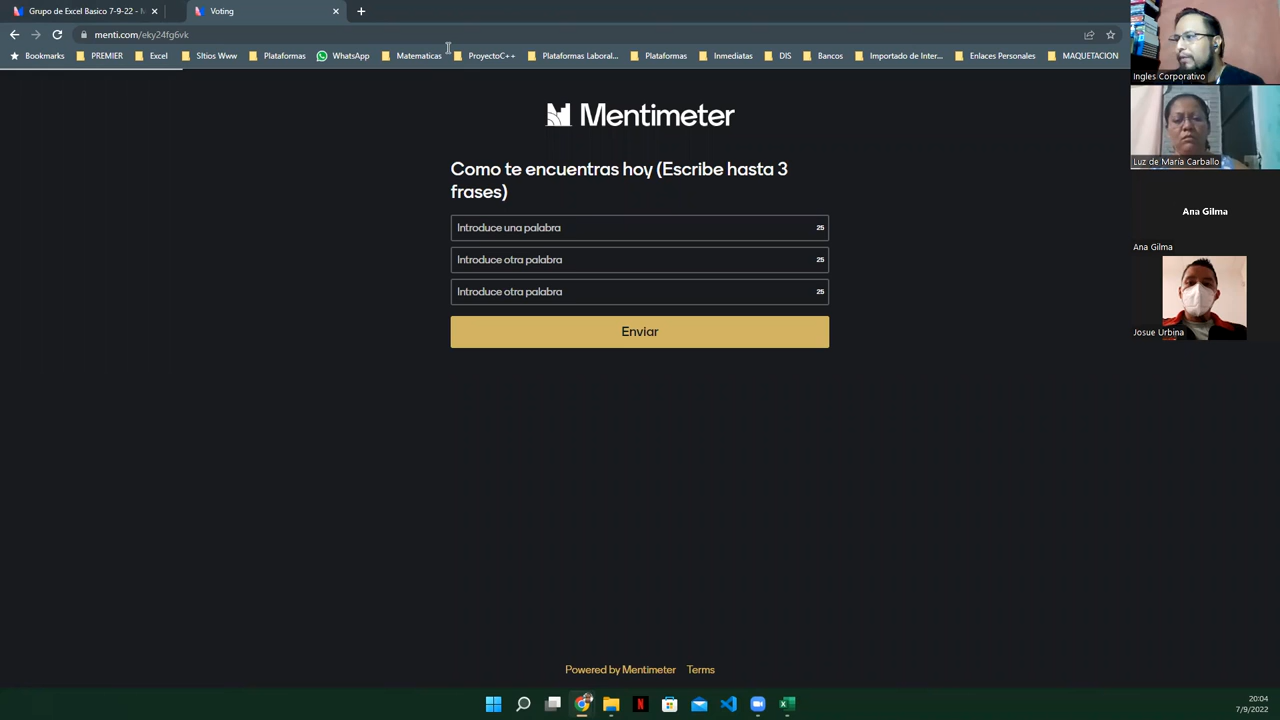 Grupo de Excel Basico 7-9-22 -
Voting
menti.com/eky24fg6vk
Bookmarks
PREMIER
Excel
Sitios Www
Plataformas
WhatsApp
Matematicas
ProyectoC++
Plataformas Laboral...
Plataformas
Inmediatas
DIS
Bancos
Importado de Inter...
Enlaces Personales
MAQUETACION
Ingles Corporativo
Mentimeter
Como te encuentras hoy (Escribe hasta 3
frases)
Introduce una palabra
25
Introduce otra palabra
25
Introduce otra palabra
25
Enviar
Luz de María Carballo
Ana Gilma
Ana Gilma
Josue Urbina
Powered by Mentimeter
Terms
20:04
7/9/2022